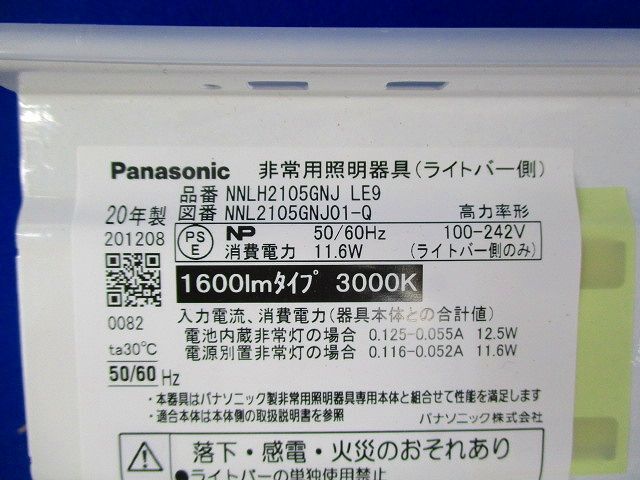 Panasonic 非常用照明器具(ライトバー側)
品番 NNLH2105GNJ LE9
20年製 図番 NNL2105GNJ01-Q 高力率形
201208 PS E NP 50/60Hz 100-242V
消費電力 11.6W (ライトバー側のみ)
1600lmタイプ 3000K
入力電流、消費電力(器具本体との合計値)
0082 電池内蔵非常灯の場合 0.125-0.055A 12.5W
ta30℃ 電源別置非常灯の場合 0.116-0.052A 11.6W
50/60 Hz
・本器具はパナソニック製非常用照明器具専用本体と組合せて性能を満足します
・適合本体は本体側の取扱説明書を参照 パナソニック株式会社
落下・感電・火災のおそれあり
●ライトバーの単独使用禁止